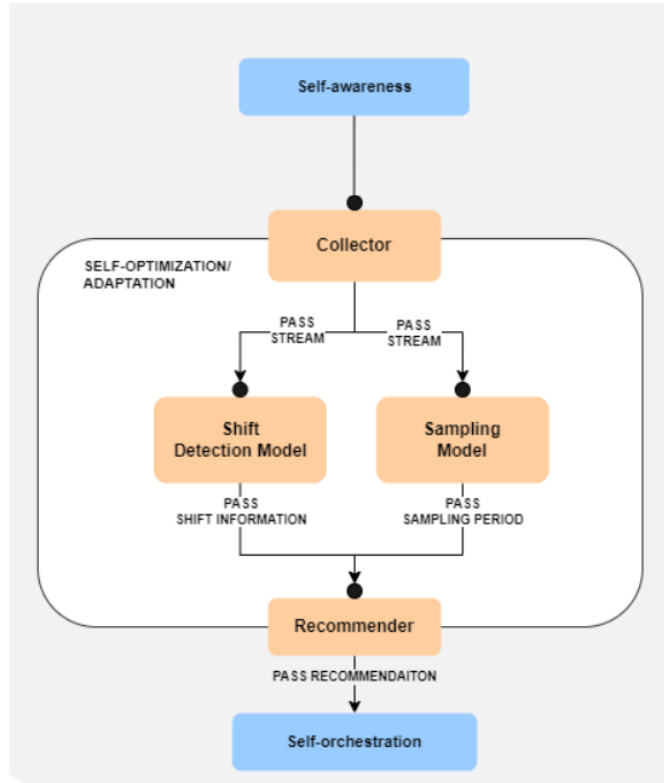 Self-awareness
Collector
SELF-OPTIMIZATION/
ADAPTATION
PASS
STREAM
PASS
STREAM
Shift
Detection Model
Sampling
Model
PASS
SHIFT INFORMATION
PASS
SAMPLING PERIOD
Recommender
PASS RECOMMENDAITON
Self-orchestration